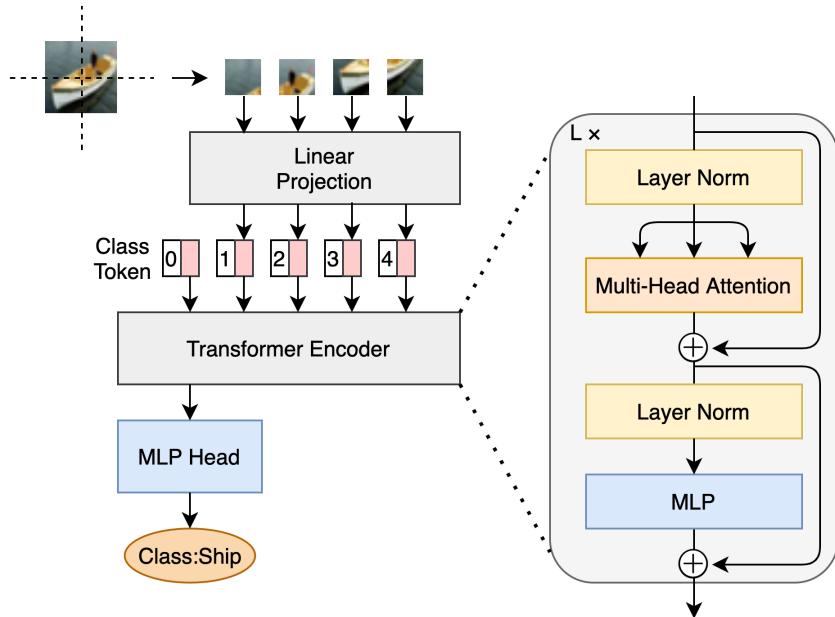 Linear
Projection
Class
Token
0 1 2 3 4
Transformer Encoder
MLP Head
Class:Ship
L ×
Layer Norm
Multi-Head Attention
Layer Norm
MLP